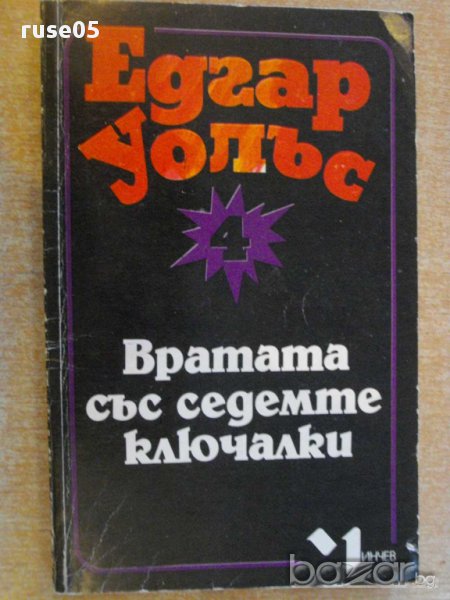 ruse05
Едгар
Уолъс
4
Вратата
със седемте
ключалки
ИНЧЕВ
bazar
bg